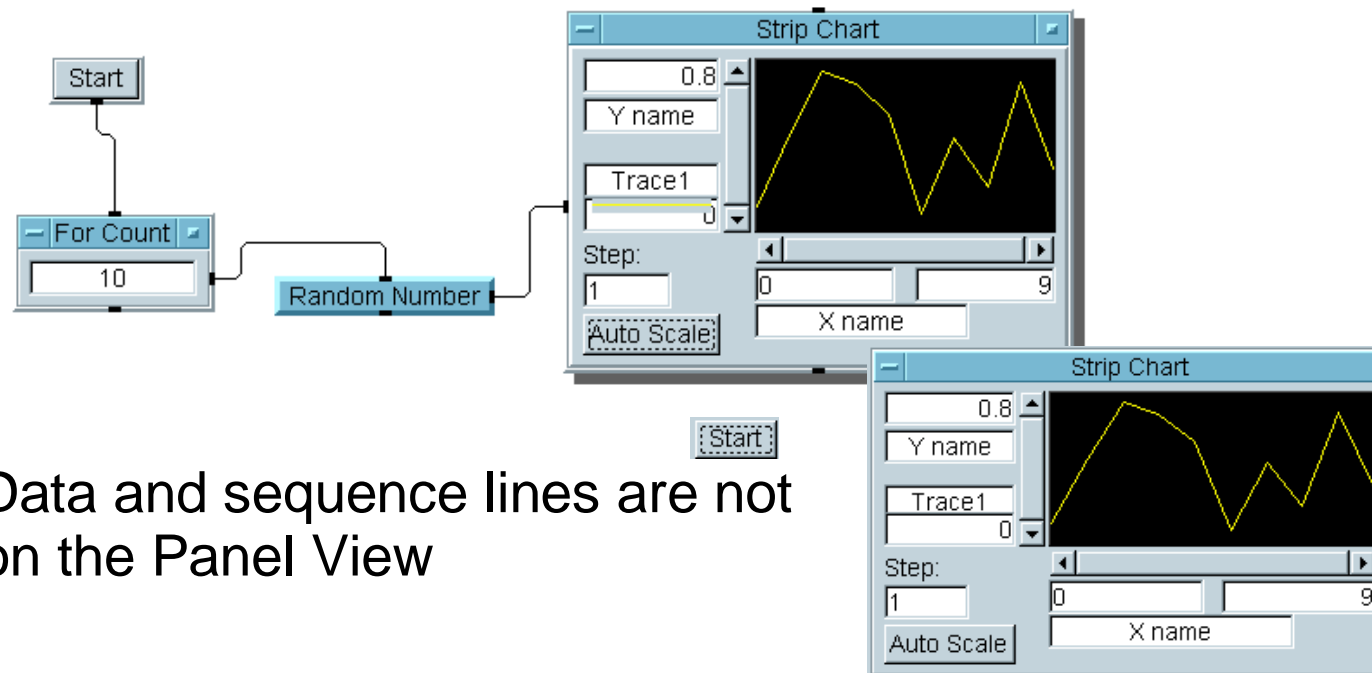 Strip Chart
Start
0.8
Y name
Trace1
0
For Count
10
Random Number
Step:
1
0
9
X name
Auto Scale
Start
Data and sequence lines are not
on the Panel View
Strip Chart
0.8
Y name
Trace1
0
Step:
1
0
9
X name
Auto Scale